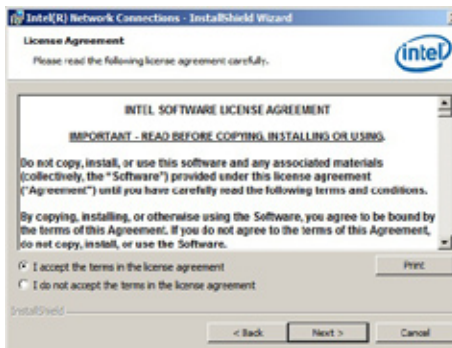 Intel(R) Network Connections - InstallShield Wizard
License Agreement
Please read the following license agreement carefully.
intel
INTEL SOFTWARE LICENSE AGREEMENT
IMPORTANT - READ BEFORE COPYING, INSTALLING OR USING.
Do not copy, install, or use this software and any associated materials
(collectively, the “Software”) provided under this license agreement
(“Agreement”) until you have carefully read the following terms and conditions.
By copying, installing, or otherwise using the Software, you agree to be bound by
the terms of this Agreement. If you do not agree to the terms of this Agreement,
do not copy, install, or use the Software.
I accept the terms in the license agreement
Print
I do not accept the terms in the license agreement
InstallShield
< Back
Next >
Cancel